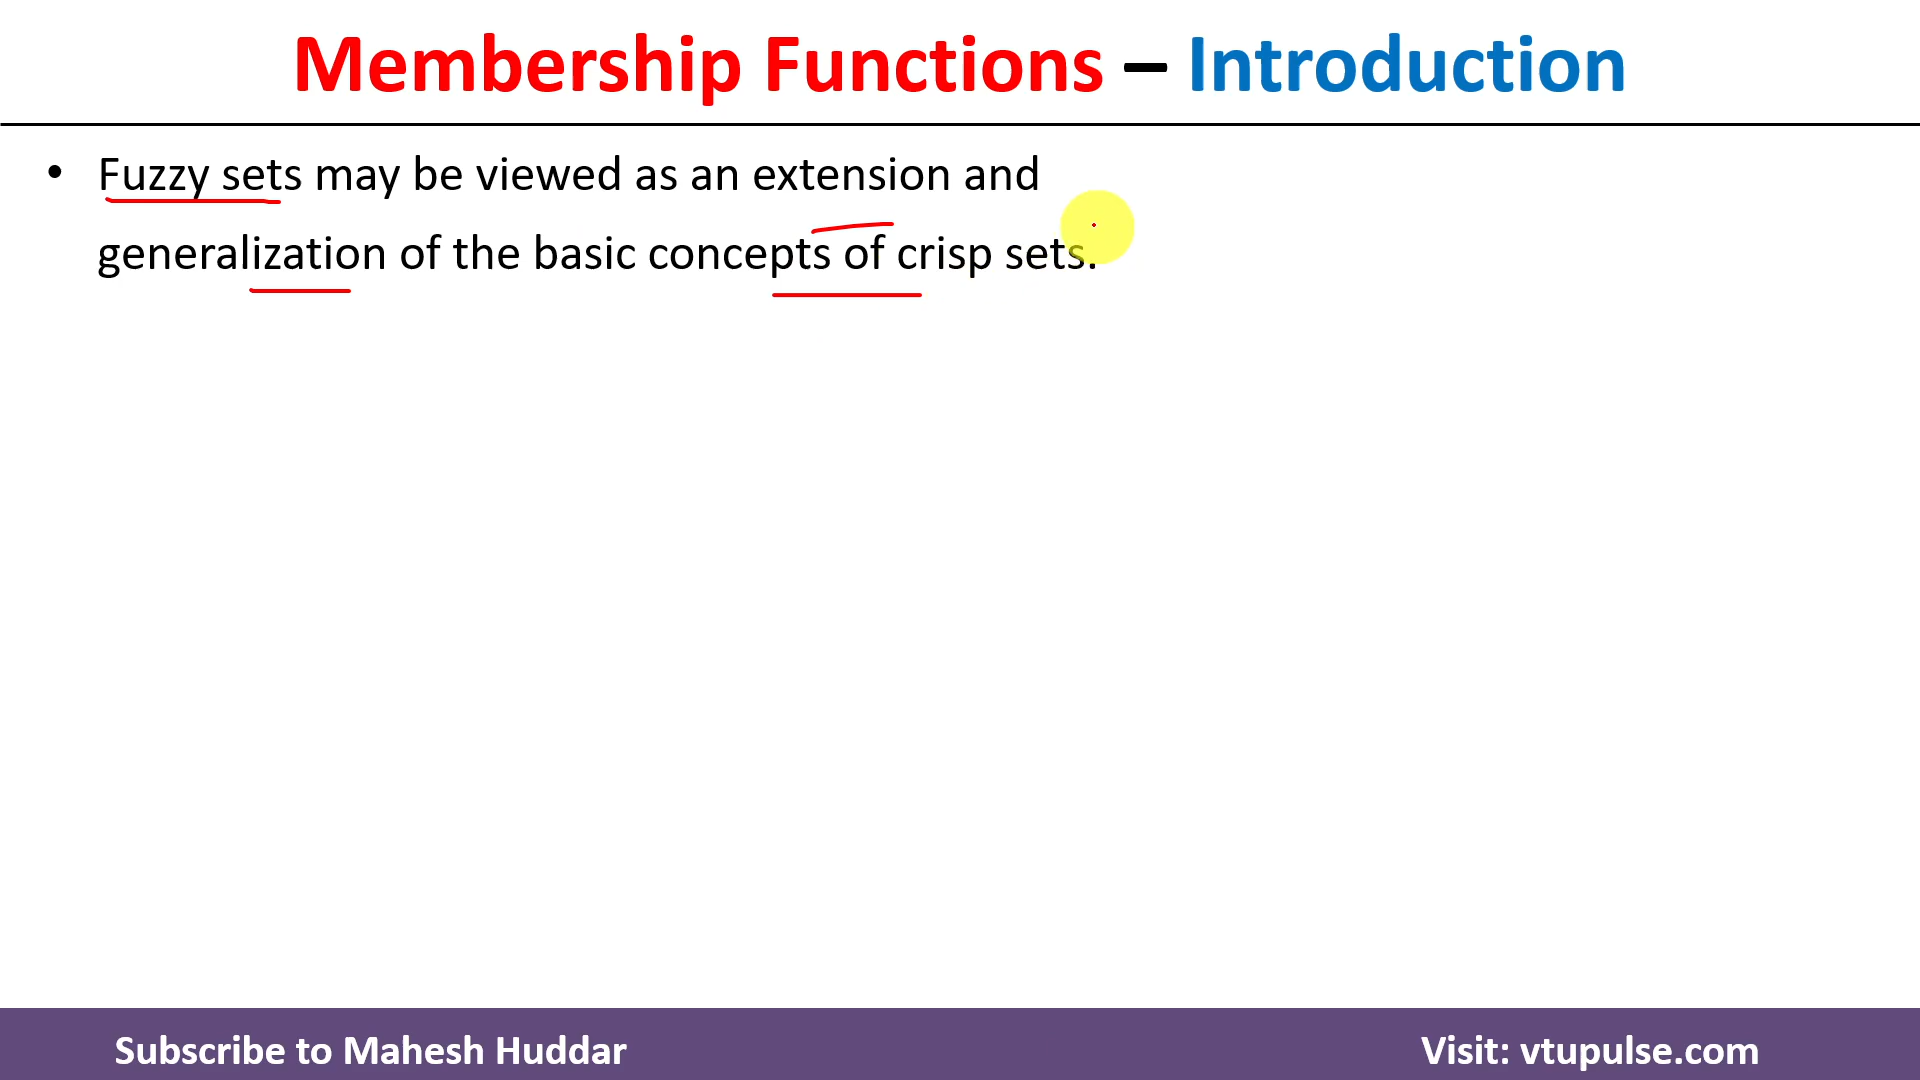 Membership Functions – Introduction
• Fuzzy sets may be viewed as an extension and
generalization of the basic concepts of crisp sets.
Subscribe to Mahesh Huddar
Visit: vtupulse.com